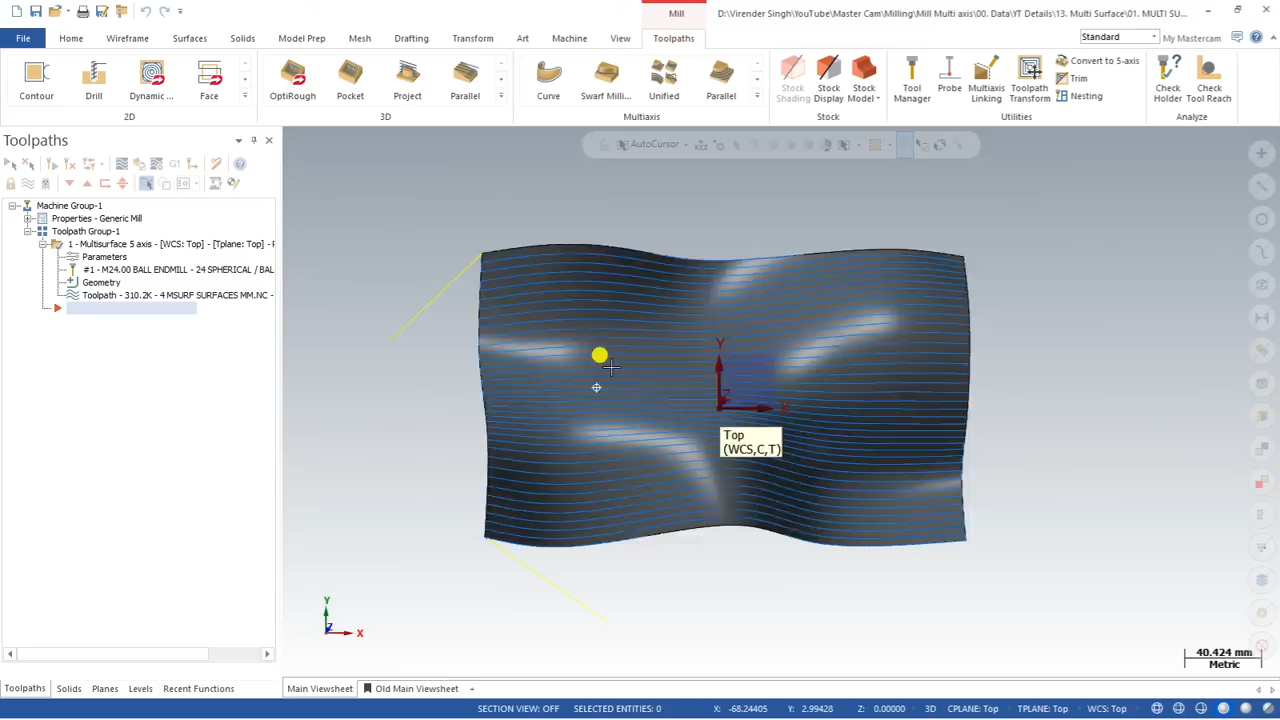 Mill
D:\Virender Singh\YouTube\Master Cam\Milling\Mill Multi axis\00. Data\YT Details\13. Multi Surface\01. MULTI SU...
File
Home
Wireframe
Surfaces
Solids
Model Prep
Mesh
Drafting
Transform
Art
Machine
View
Toolpaths
Standard
My Mastercam
Contour
Drill
Dynamic ...
Face
2D
OptiRough
Pocket
Project
Parallel
3D
Curve
Swarf Milli...
Unified
Parallel
Multiaxis
Stock Shading
Stock Display
Stock Model
Stock
Tool Manager
Probe
Multiaxis Linking
Toolpath Transform
Convert to 5-axis
Trim
Nesting
Utilities
Check Holder
Check Tool Reach
Analyze
Toolpaths
G1
AutoCursor
Machine Group-1
Properties - Generic Mill
Toolpath Group-1
1 - Multisurface 5 axis - [WCS: Top] - [Tplane: Top] - F
Parameters
#1 - M24.00 BALL ENDMILL - 24 SPHERICAL / BAL
Geometry
Toolpath - 310.2K - 4 MSURF SURFACES MM.NC -
Y
X
Z
Top
(WCS,C,T)
Y
Z
X
40.424 mm
Metric
Toolpaths
Solids
Planes
Levels
Recent Functions
Main Viewsheet
Old Main Viewsheet
+
SECTION VIEW: OFF
SELECTED ENTITIES: 0
X: -68.24405
Y: 2.99428
Z: 0.00000
3D
CPLANE: Top
TPLANE: Top
WCS: Top